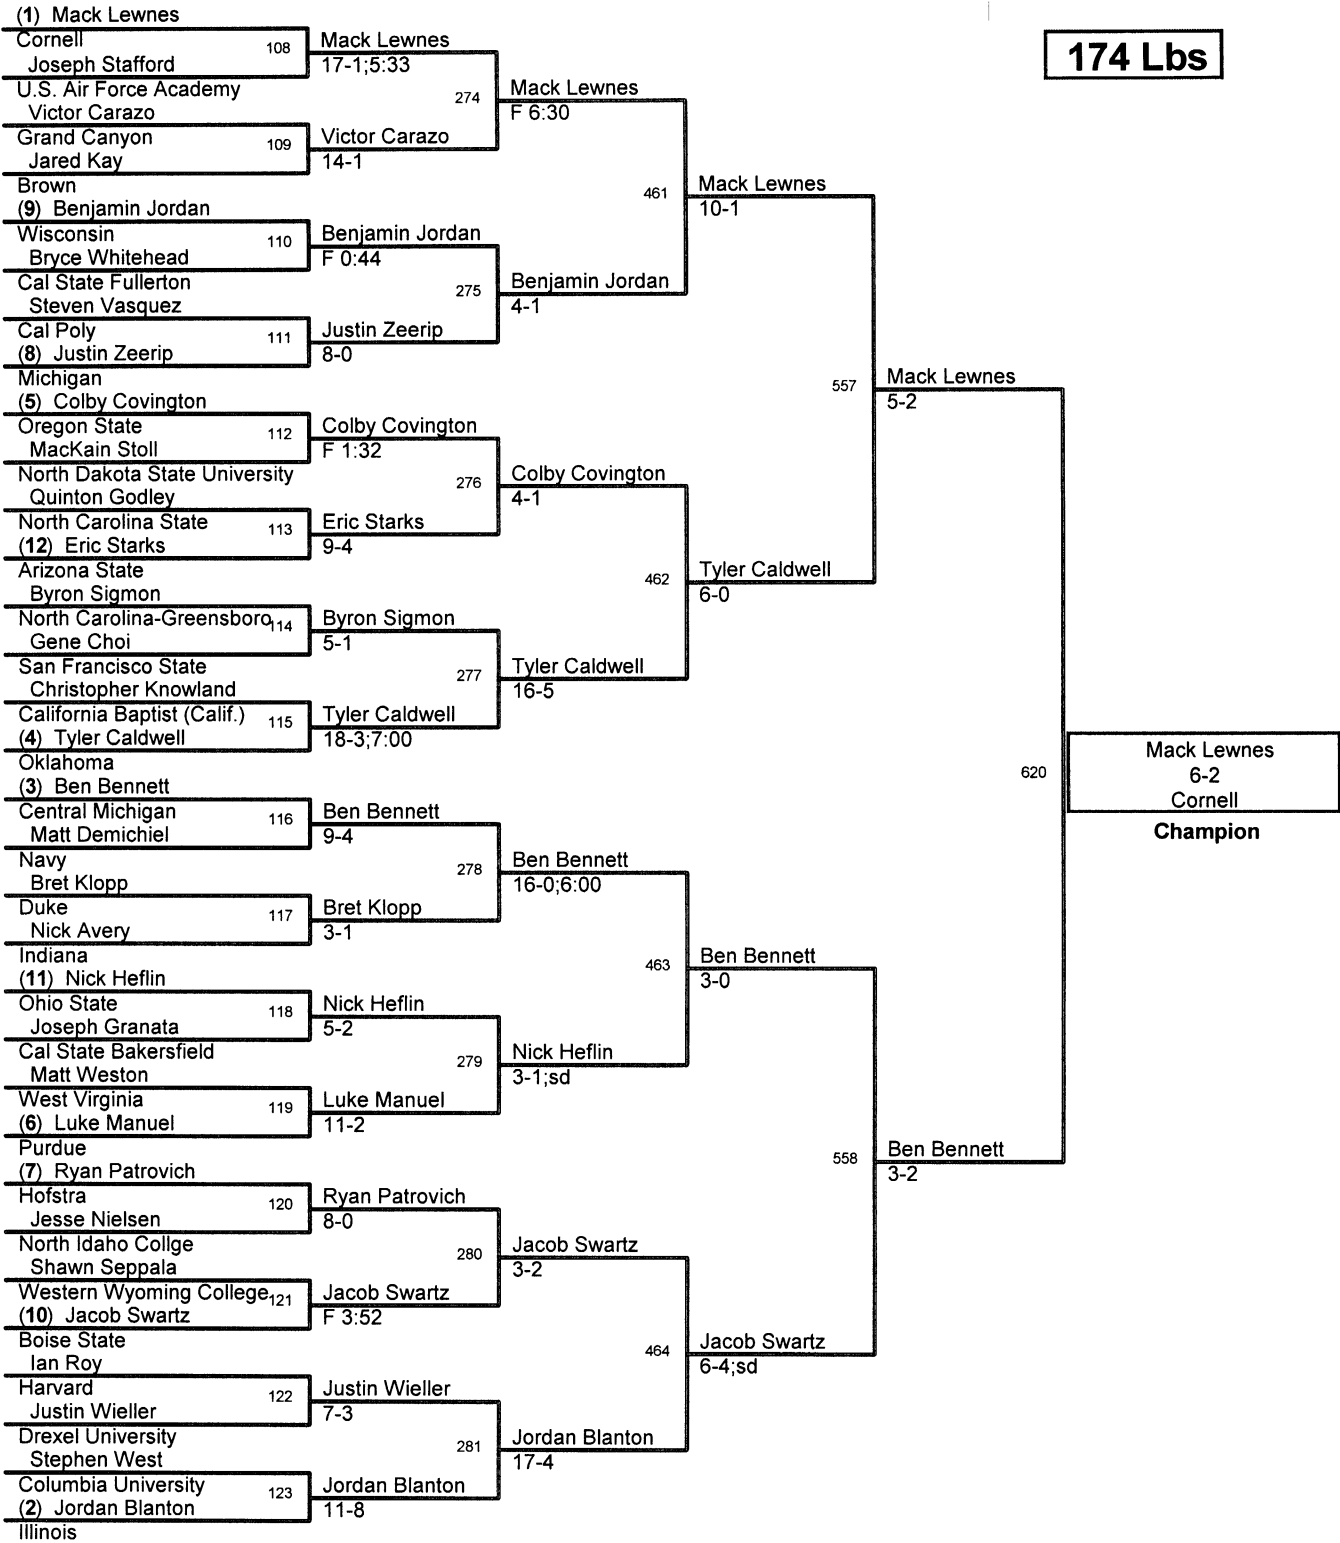 174 Lbs
(1) Mack Lewnes
Cornell
108
Joseph Stafford
U.S. Air Force Academy
Victor Carazo
Grand Canyon
109
Jared Kay
Brown
(9) Benjamin Jordan
Wisconsin
110
Bryce Whitehead
Cal State Fullerton
Steven Vasquez
Cal Poly
111
(8) Justin Zeerip
Michigan
(5) Colby Covington
Oregon State
112
MacKain Stoll
North Dakota State University
Quinton Godley
North Carolina State
113
(12) Eric Starks
Arizona State
Byron Sigmon
North Carolina-Greensboro
114
Gene Choi
San Francisco State
Christopher Knowland
California Baptist (Calif.)
115
(4) Tyler Caldwell
Oklahoma
(3) Ben Bennett
Central Michigan
116
Matt Demichiel
Navy
Bret Klopp
Duke
117
Nick Avery
Indiana
(11) Nick Heflin
Ohio State
118
Joseph Granata
Cal State Bakersfield
Matt Weston
West Virginia
119
(6) Luke Manuel
Purdue
(7) Ryan Patrovich
Hofstra
120
Jesse Nielsen
North Idaho Collge
Shawn Seppala
Western Wyoming College
121
(10) Jacob Swartz
Boise State
Ian Roy
Harvard
122
Justin Wieller
Drexel University
Stephen West
Columbia University
123
(2) Jordan Blanton
Illinois
Mack Lewnes
17-1;5:33
274
Victor Carazo
14-1
Benjamin Jordan
F 0:44
275
Justin Zeerip
8-0
Colby Covington
F 1:32
276
Eric Starks
9-4
Byron Sigmon
5-1
277
Tyler Caldwell
18-3;7:00
Ben Bennett
9-4
278
Bret Klopp
3-1
Nick Heflin
5-2
279
Luke Manuel
11-2
Ryan Patrovich
8-0
280
Jacob Swartz
F 3:52
Justin Wieller
7-3
281
Jordan Blanton
11-8
Mack Lewnes
F 6:30
461
Benjamin Jordan
4-1
Colby Covington
4-1
462
Tyler Caldwell
16-5
Ben Bennett
16-0;6:00
463
Nick Heflin
3-1;sd
Jacob Swartz
3-2
464
Jordan Blanton
17-4
Mack Lewnes
10-1
557
Tyler Caldwell
6-0
Ben Bennett
3-0
558
Jacob Swartz
6-4;sd
Mack Lewnes
5-2
620
Ben Bennett
3-2
Mack Lewnes
6-2
Cornell
Champion